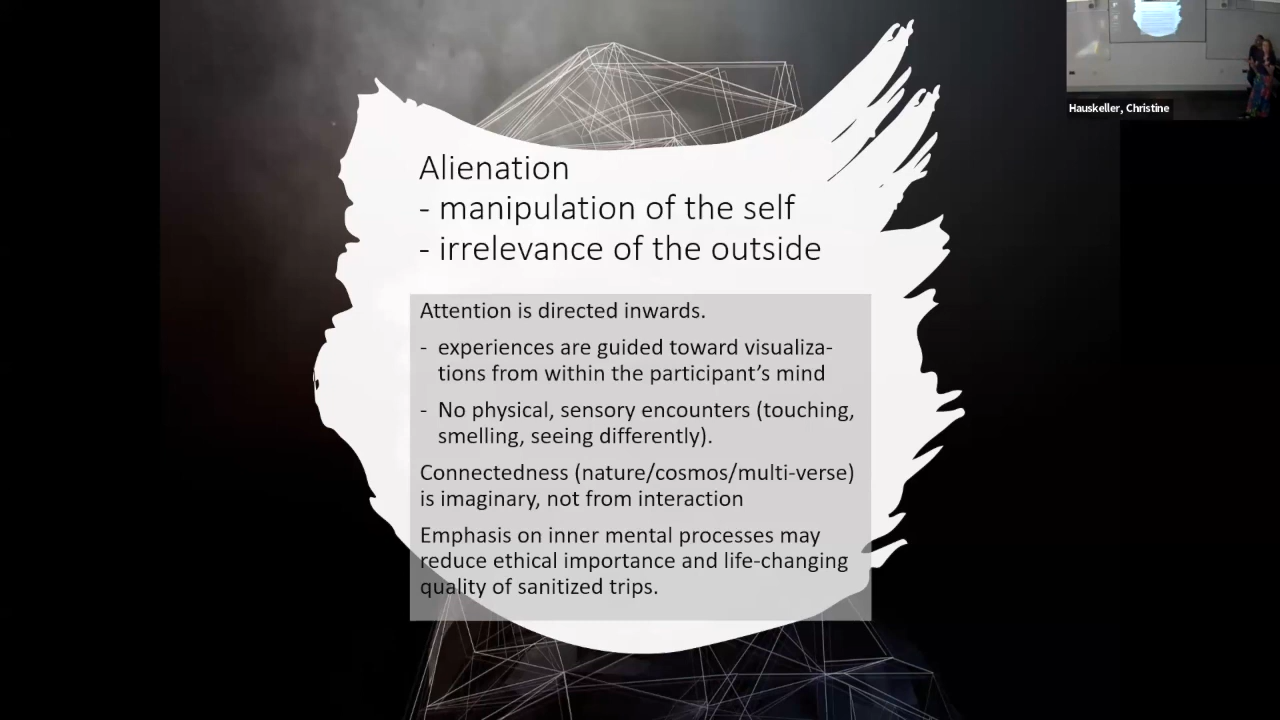 Hauskeller, Christine
Alienation
- manipulation of the self
- irrelevance of the outside
Attention is directed inwards.
- experiences are guided toward visualiza-
tions from within the participant’s mind
- No physical, sensory encounters (touching,
smelling, seeing differently).
Connectedness (nature/cosmos/multi-verse)
is imaginary, not from interaction
Emphasis on inner mental processes may
reduce ethical importance and life-changing
quality of sanitized trips.